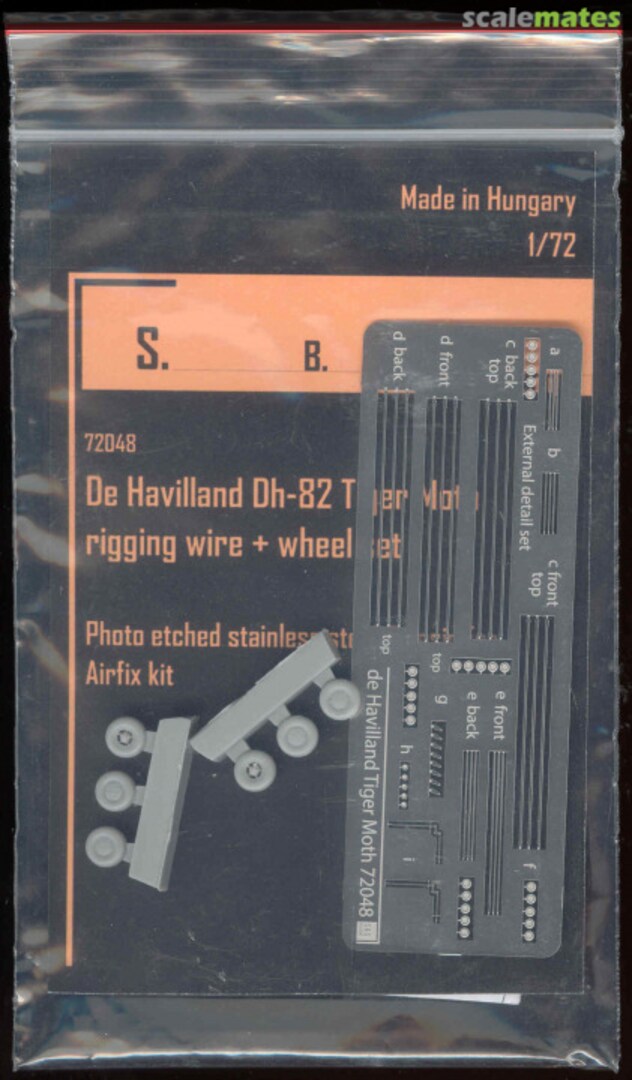 scalemates
Made in Hungary
1/72
S. B.
72048
De Havilland Dh-82 Tiger Moth
rigging wire + wheel set
Photo etched stainless
Airfix kit
a
b
c back
top
c front
top
d front
d back
External detail set
top
top
e front
e back
f
g
h
i
de Havilland Tiger Moth 72048